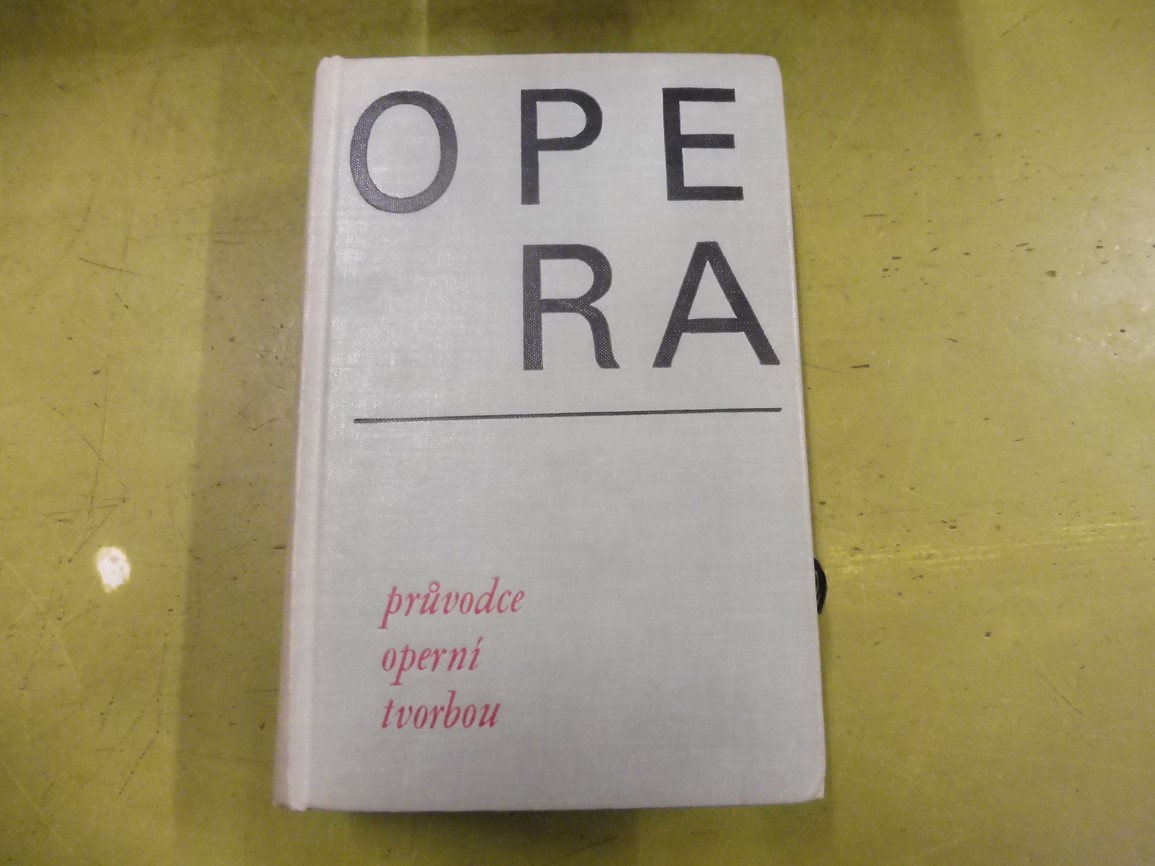 OPE
RA
průvodce
operní
tvorbou